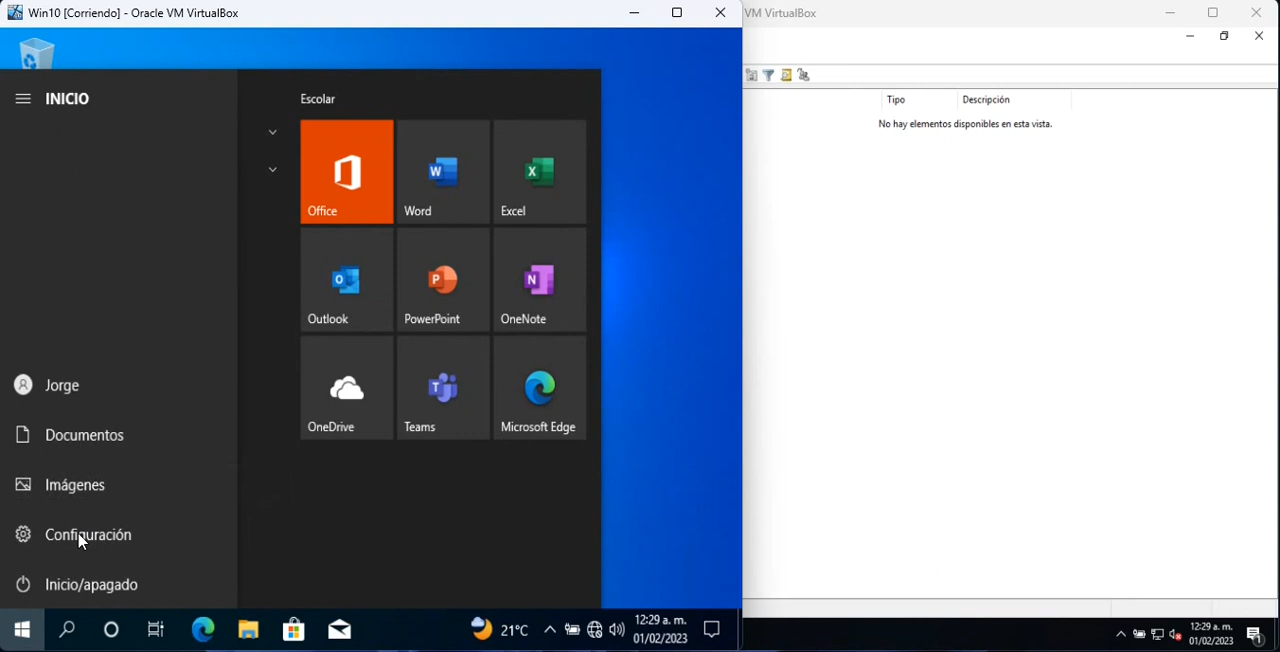 Win10 [Corriendo] - Oracle VM VirtualBox
VM VirtualBox
INICIO
Escolar
Office
Word
Excel
Outlook
PowerPoint
OneNote
OneDrive
Teams
Microsoft Edge
Jorge
Documentos
Imágenes
Configuración
Inicio/apagado
21°C
12:29 a. m.
01/02/2023
Tipo
Descripción
No hay elementos disponibles en esta vista.
12:29 a. m.
01/02/2023
1